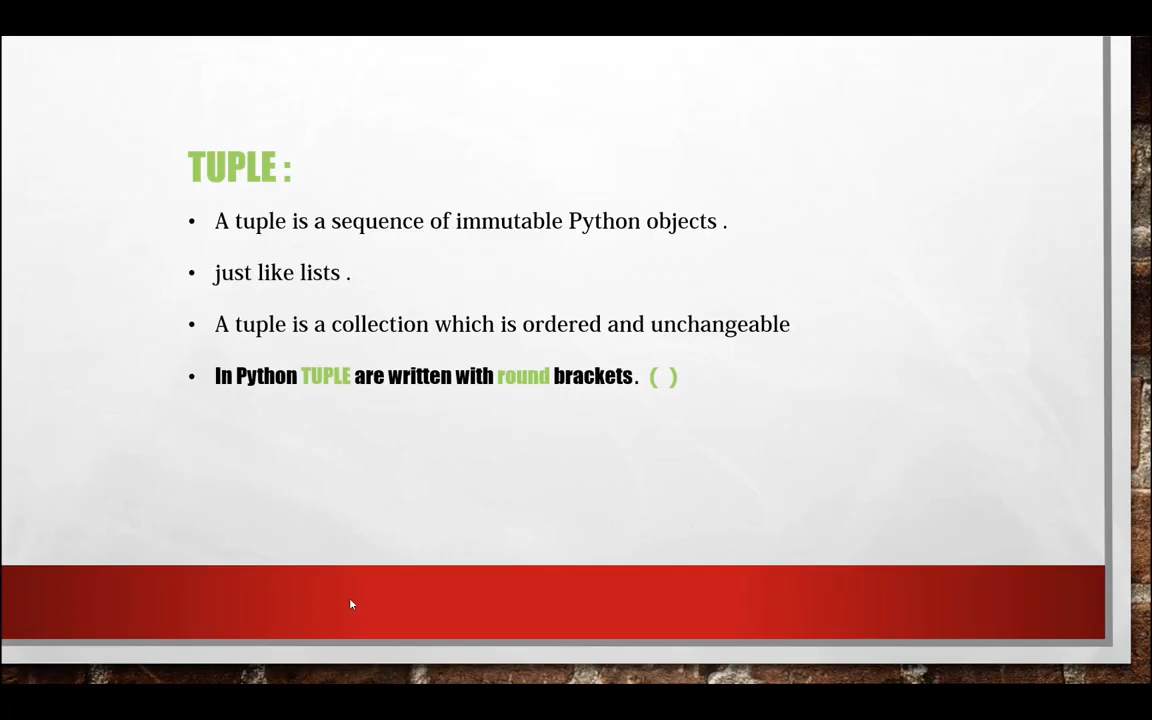 TUPLE :
• A tuple is a sequence of immutable Python objects .
• just like lists .
• A tuple is a collection which is ordered and unchangeable
• In Python TUPLE are written with round brackets. ( )